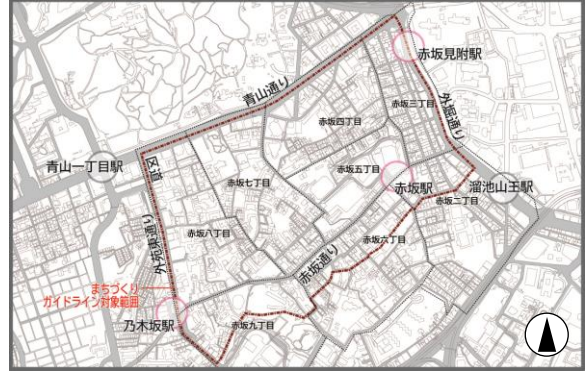 赤坂見附駅
青山通り
赤坂三丁目
外堀通り
赤坂四丁目
青山一丁目駅
区道
赤坂五丁目
赤坂七丁目
赤坂駅
溜池山王駅
赤坂二丁目
外苑東通り
赤坂八丁目
赤坂六丁目
赤坂通り
まちづくり
ガイドライン対象範囲
乃木坂駅
赤坂九丁目